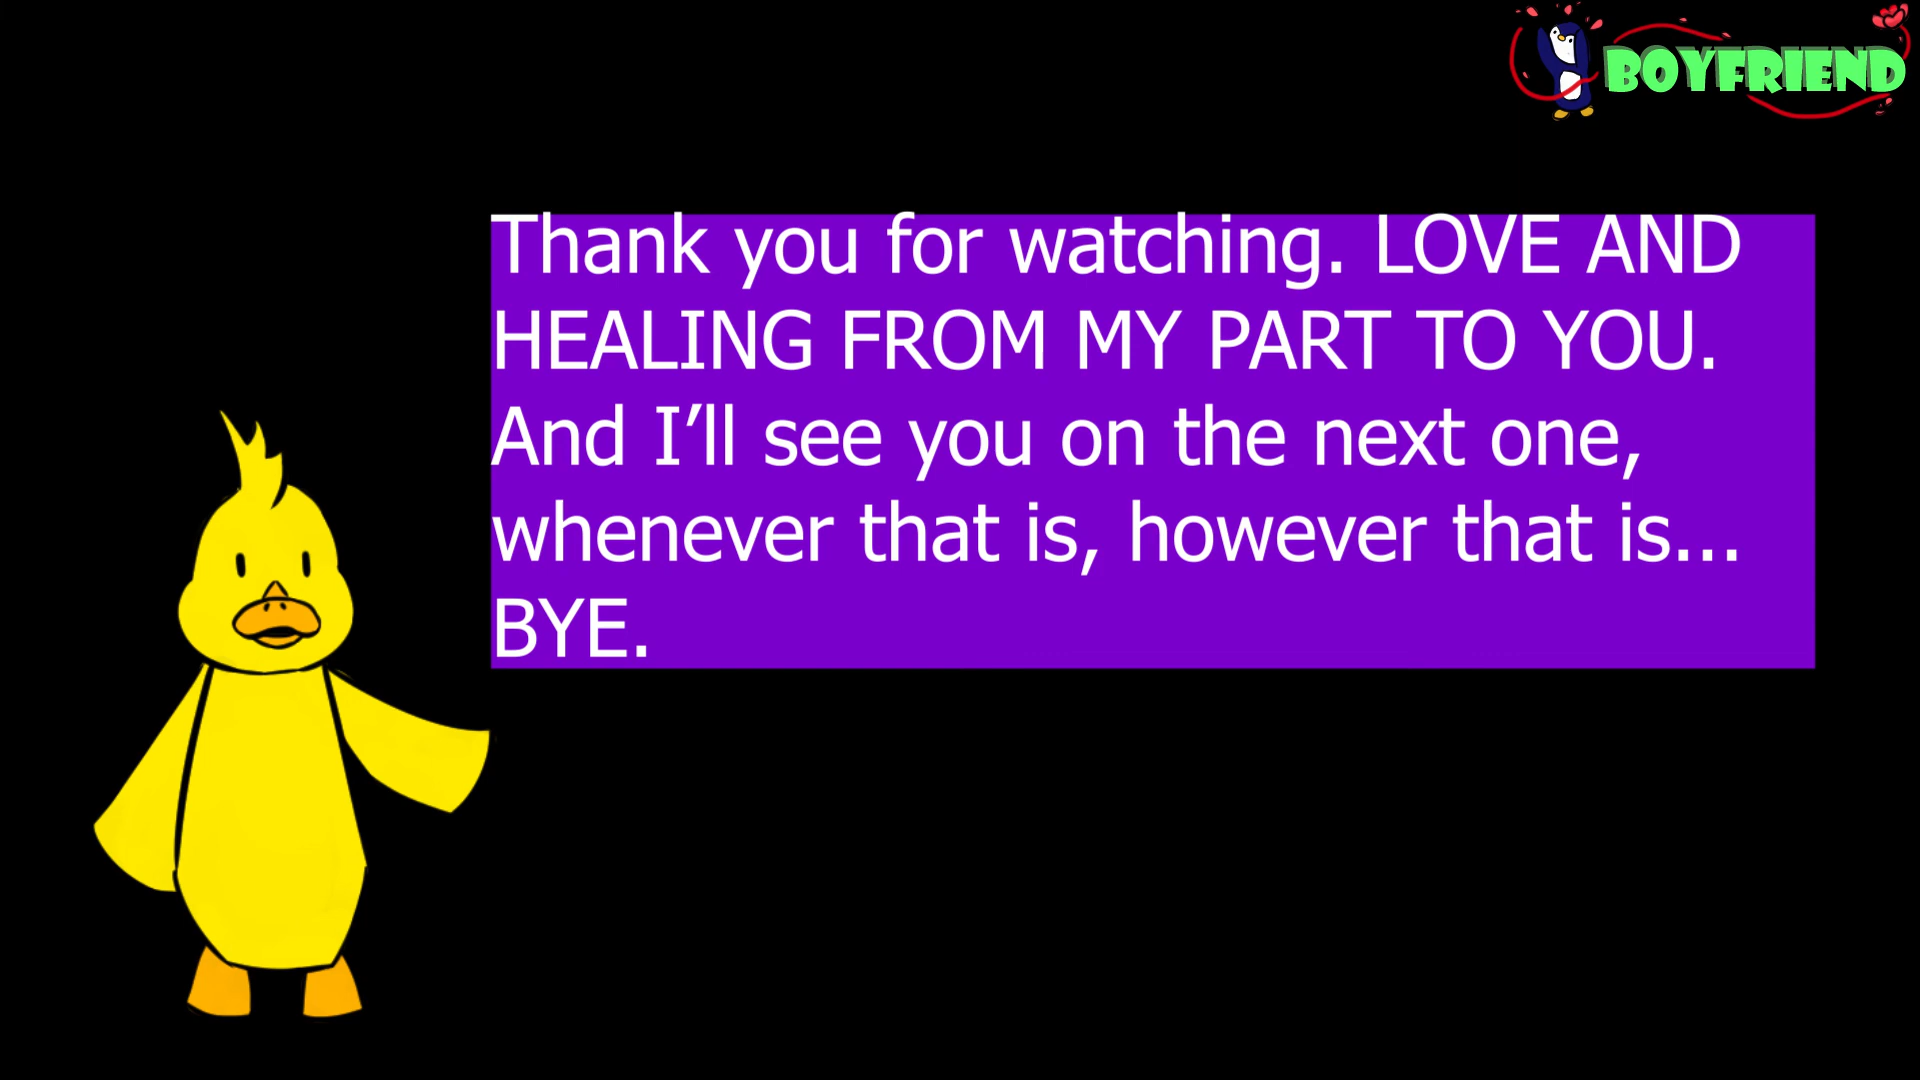 BOYFRIEND
Thank you for watching. LOVE AND
HEALING FROM MY PART TO YOU.
And I’ll see you on the next one,
whenever that is, however that is...
BYE.